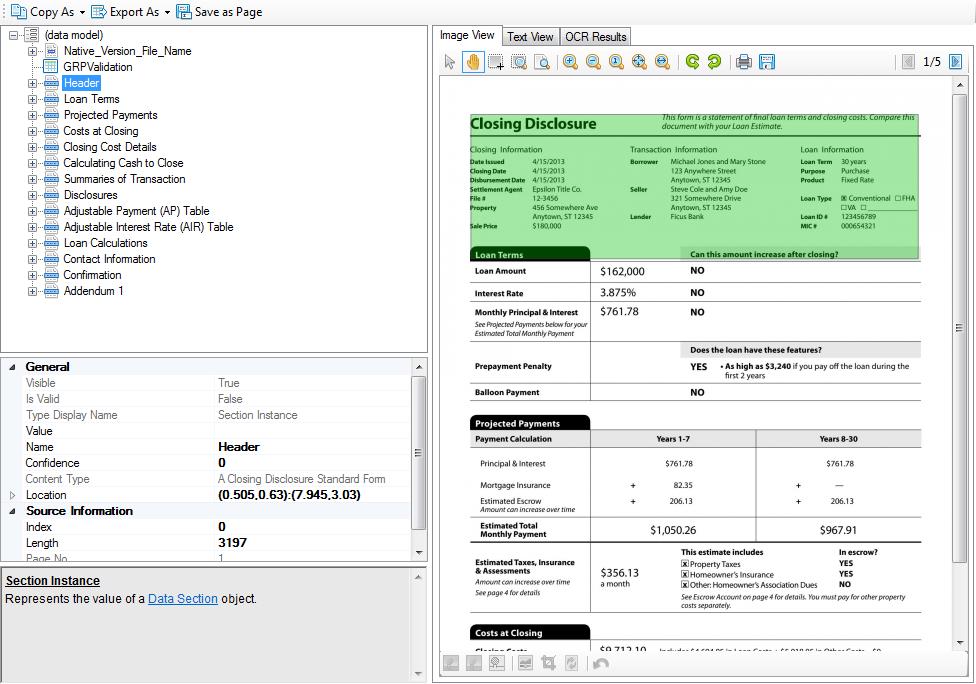 Copy As Export As Save as Page
(data model)
Native_Version_File_Name
GRPValidation
Header
Loan Terms
Projected Payments
Costs at Closing
Closing Cost Details
Calculating Cash to Close
Summaries of Transaction
Disclosures
Adjustable Payment (AP) Table
Adjustable Interest Rate (AIR) Table
Loan Calculations
Contact Information
Confirmation
Addendum 1
General
Visible True
Is Valid False
Type Display Name Section Instance
Value
Name Header
Confidence 0
Content Type A Closing Disclosure Standard Form
Location (0.505,0.63):(7.945,3.03)
Source Information
Index 0
Length 3197
Page No 1
Section Instance
Represents the value of a Data Section object.
Image View Text View OCR Results
1/5
Closing Disclosure
This form is a statement of final loan terms and closing costs. Compare this
document with your Loan Estimate.
Closing Information Transaction Information Loan Information
Date Issued 4/15/2013 Borrower Michael Jones and Mary Stone Loan Term 30 years
Closing Date 4/15/2013 123 Anywhere Street Purpose Purchase
Disbursement Date 4/15/2013 Anytown, ST 12345 Product Fixed Rate
Settlement Agent Epsilon Title Co. Seller Steve Cole and Amy Doe
File # 12-3456 321 Somewhere Drive Loan Type ☒ Conventional ☐ FHA
Property 456 Somewhere Ave Anytown, ST 12345 ☐ VA ☐
Anytown, ST 12345 Lender Ficus Bank Loan ID # 123456789
Sale Price $180,000 MIC # 000654321
Loan Terms Can this amount increase after closing?
Loan Amount $162,000 NO
Interest Rate 3.875% NO
Monthly Principal & Interest $761.78 NO
See Projected Payments below for your
Estimated Total Monthly Payment
Does the loan have these features?
Prepayment Penalty YES • As high as $3,240 if you pay off the loan during the
first 2 years
Balloon Payment NO
Projected Payments
Payment Calculation Years 1-7 Years 8-30
Principal & Interest $761.78 $761.78
Mortgage Insurance + 82.35 + —
Estimated Escrow + 206.13 + 206.13
Amount can increase over time
Estimated Total
Monthly Payment $1,050.26 $967.91
Estimated Taxes, Insurance
& Assessments
Amount can increase over time
See page 4 for details
$356.13
a month
This estimate includes In escrow?
☒ Property Taxes YES
☒ Homeowner's Insurance YES
☒ Other: Homeowner's Association Dues NO
See Escrow Account on page 4 for details. You must pay for other property
costs separately.
Costs at Closing